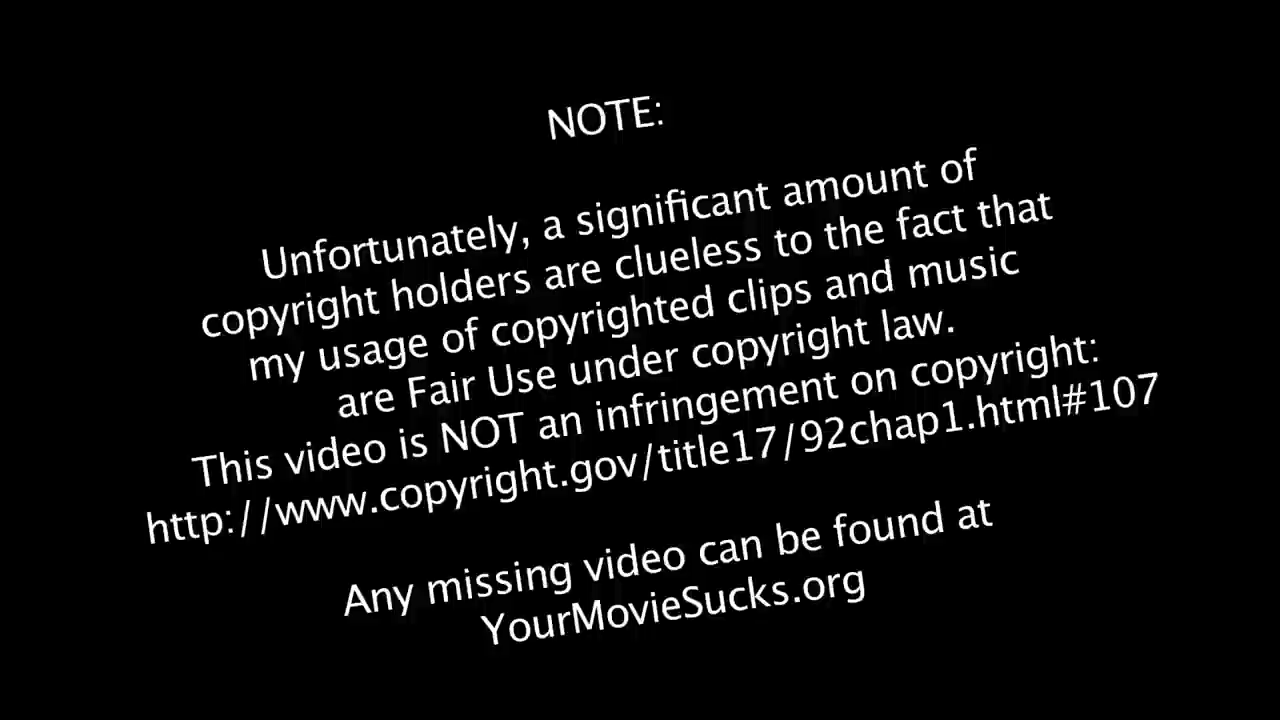 NOTE:
Unfortunately, a significant amount of
copyright holders are clueless to the fact that
my usage of copyrighted clips and music
are Fair Use under copyright law.
This video is NOT an infringement on copyright:
http://www.copyright.gov/title17/92chap1.html#107
Any missing video can be found at
YourMovieSucks.org